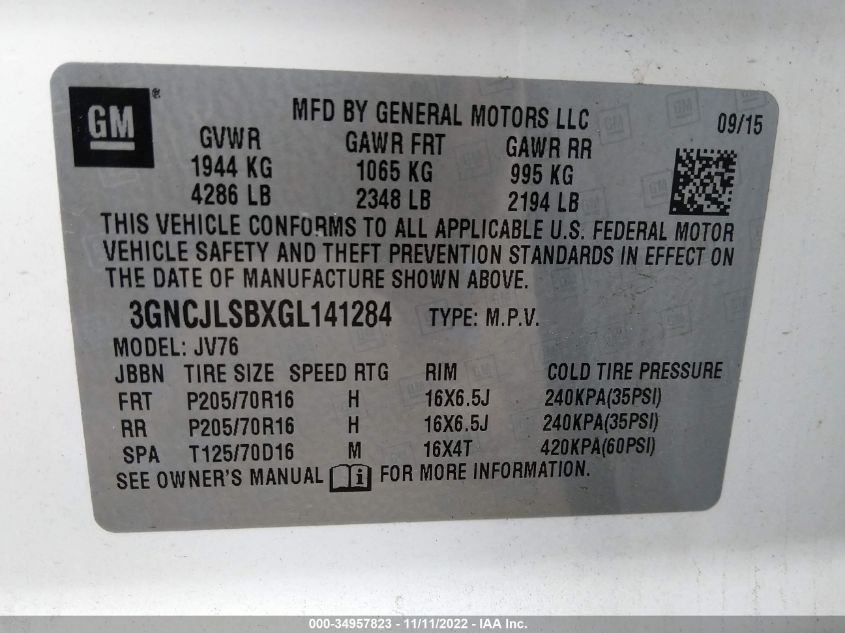 GM ®
MFD BY GENERAL MOTORS LLC 09/15
GVWR GAWR FRT GAWR RR
1944 KG 1065 KG 995 KG
4286 LB 2348 LB 2194 LB
THIS VEHICLE CONFORMS TO ALL APPLICABLE U.S. FEDERAL MOTOR
VEHICLE SAFETY AND THEFT PREVENTION STANDARDS IN EFFECT ON
THE DATE OF MANUFACTURE SHOWN ABOVE.
3GNCJLSBXGL141284 TYPE: M.P.V.
MODEL: JV76
JBBN TIRE SIZE SPEED RTG RIM COLD TIRE PRESSURE
FRT P205/70R16 H 16X6.5J 240KPA(35PSI)
RR P205/70R16 H 16X6.5J 240KPA(35PSI)
SPA T125/70D16 M 16X4T 420KPA(60PSI)
SEE OWNER'S MANUAL i FOR MORE INFORMATION.
000-34957823 - 11/11/2022 - IAA Inc.